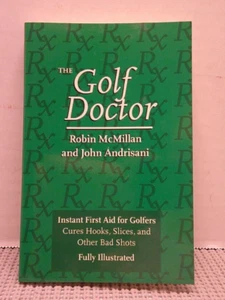 THE
Golf
Doctor
Robin McMillan
and John Andrisani
Instant First Aid for Golfers
Cures Hooks, Slices, and
Other Bad Shots
Fully Illustrated